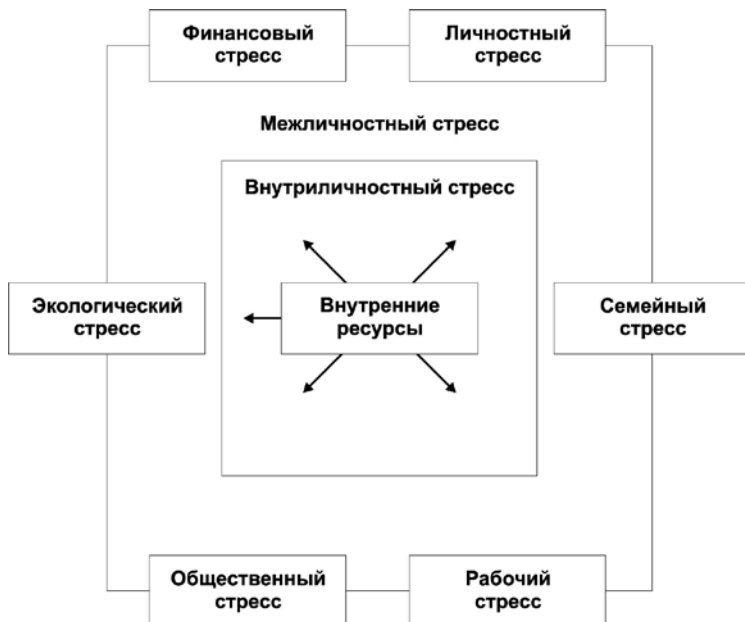 Финансовый
стресс
Личностный
стресс
Межличностный стресс
Внутриличностный стресс
Экологический
стресс
Внутренние
ресурсы
Семейный
стресс
Общественный
стресс
Рабочий
стресс